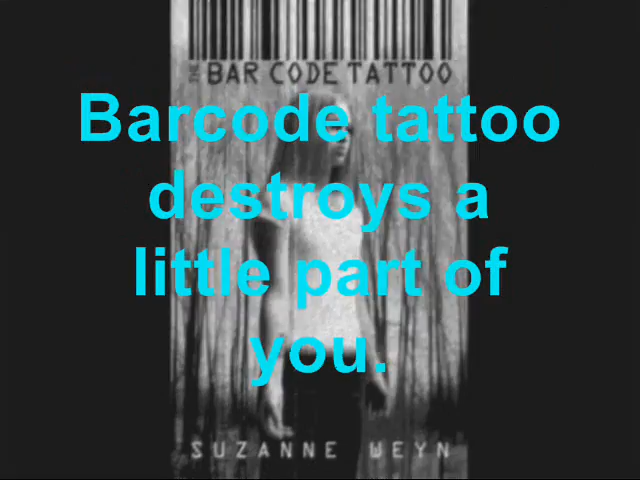 THE BAR CODE TATTOO
Barcode tattoo
destroys a
little part of
you.
SUZANNE WEYN